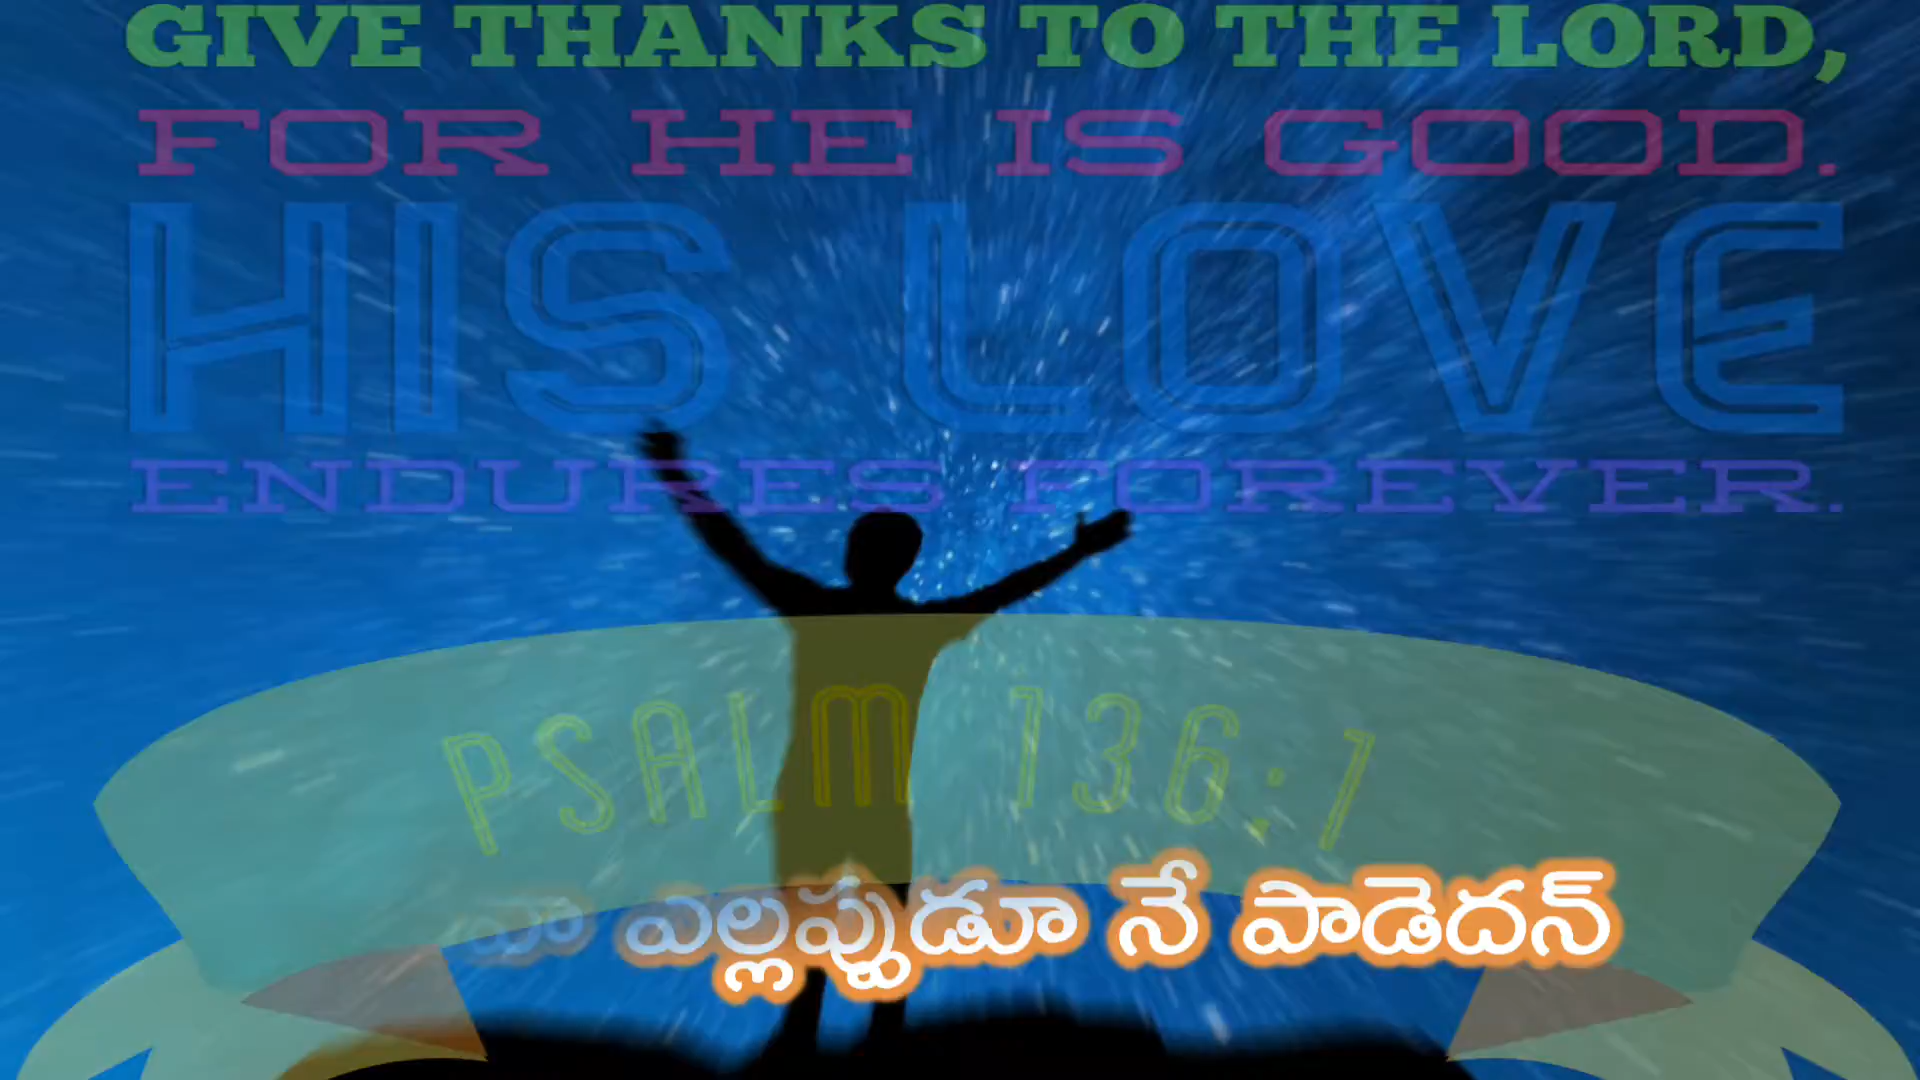 GIVE THANKS TO THE LORD,
FOR HE IS GOOD.
HIS LOVE
ENDURES FOREVER.
PSALM 136:1
ఎల్లప్పుడూ నే పాడెదన్